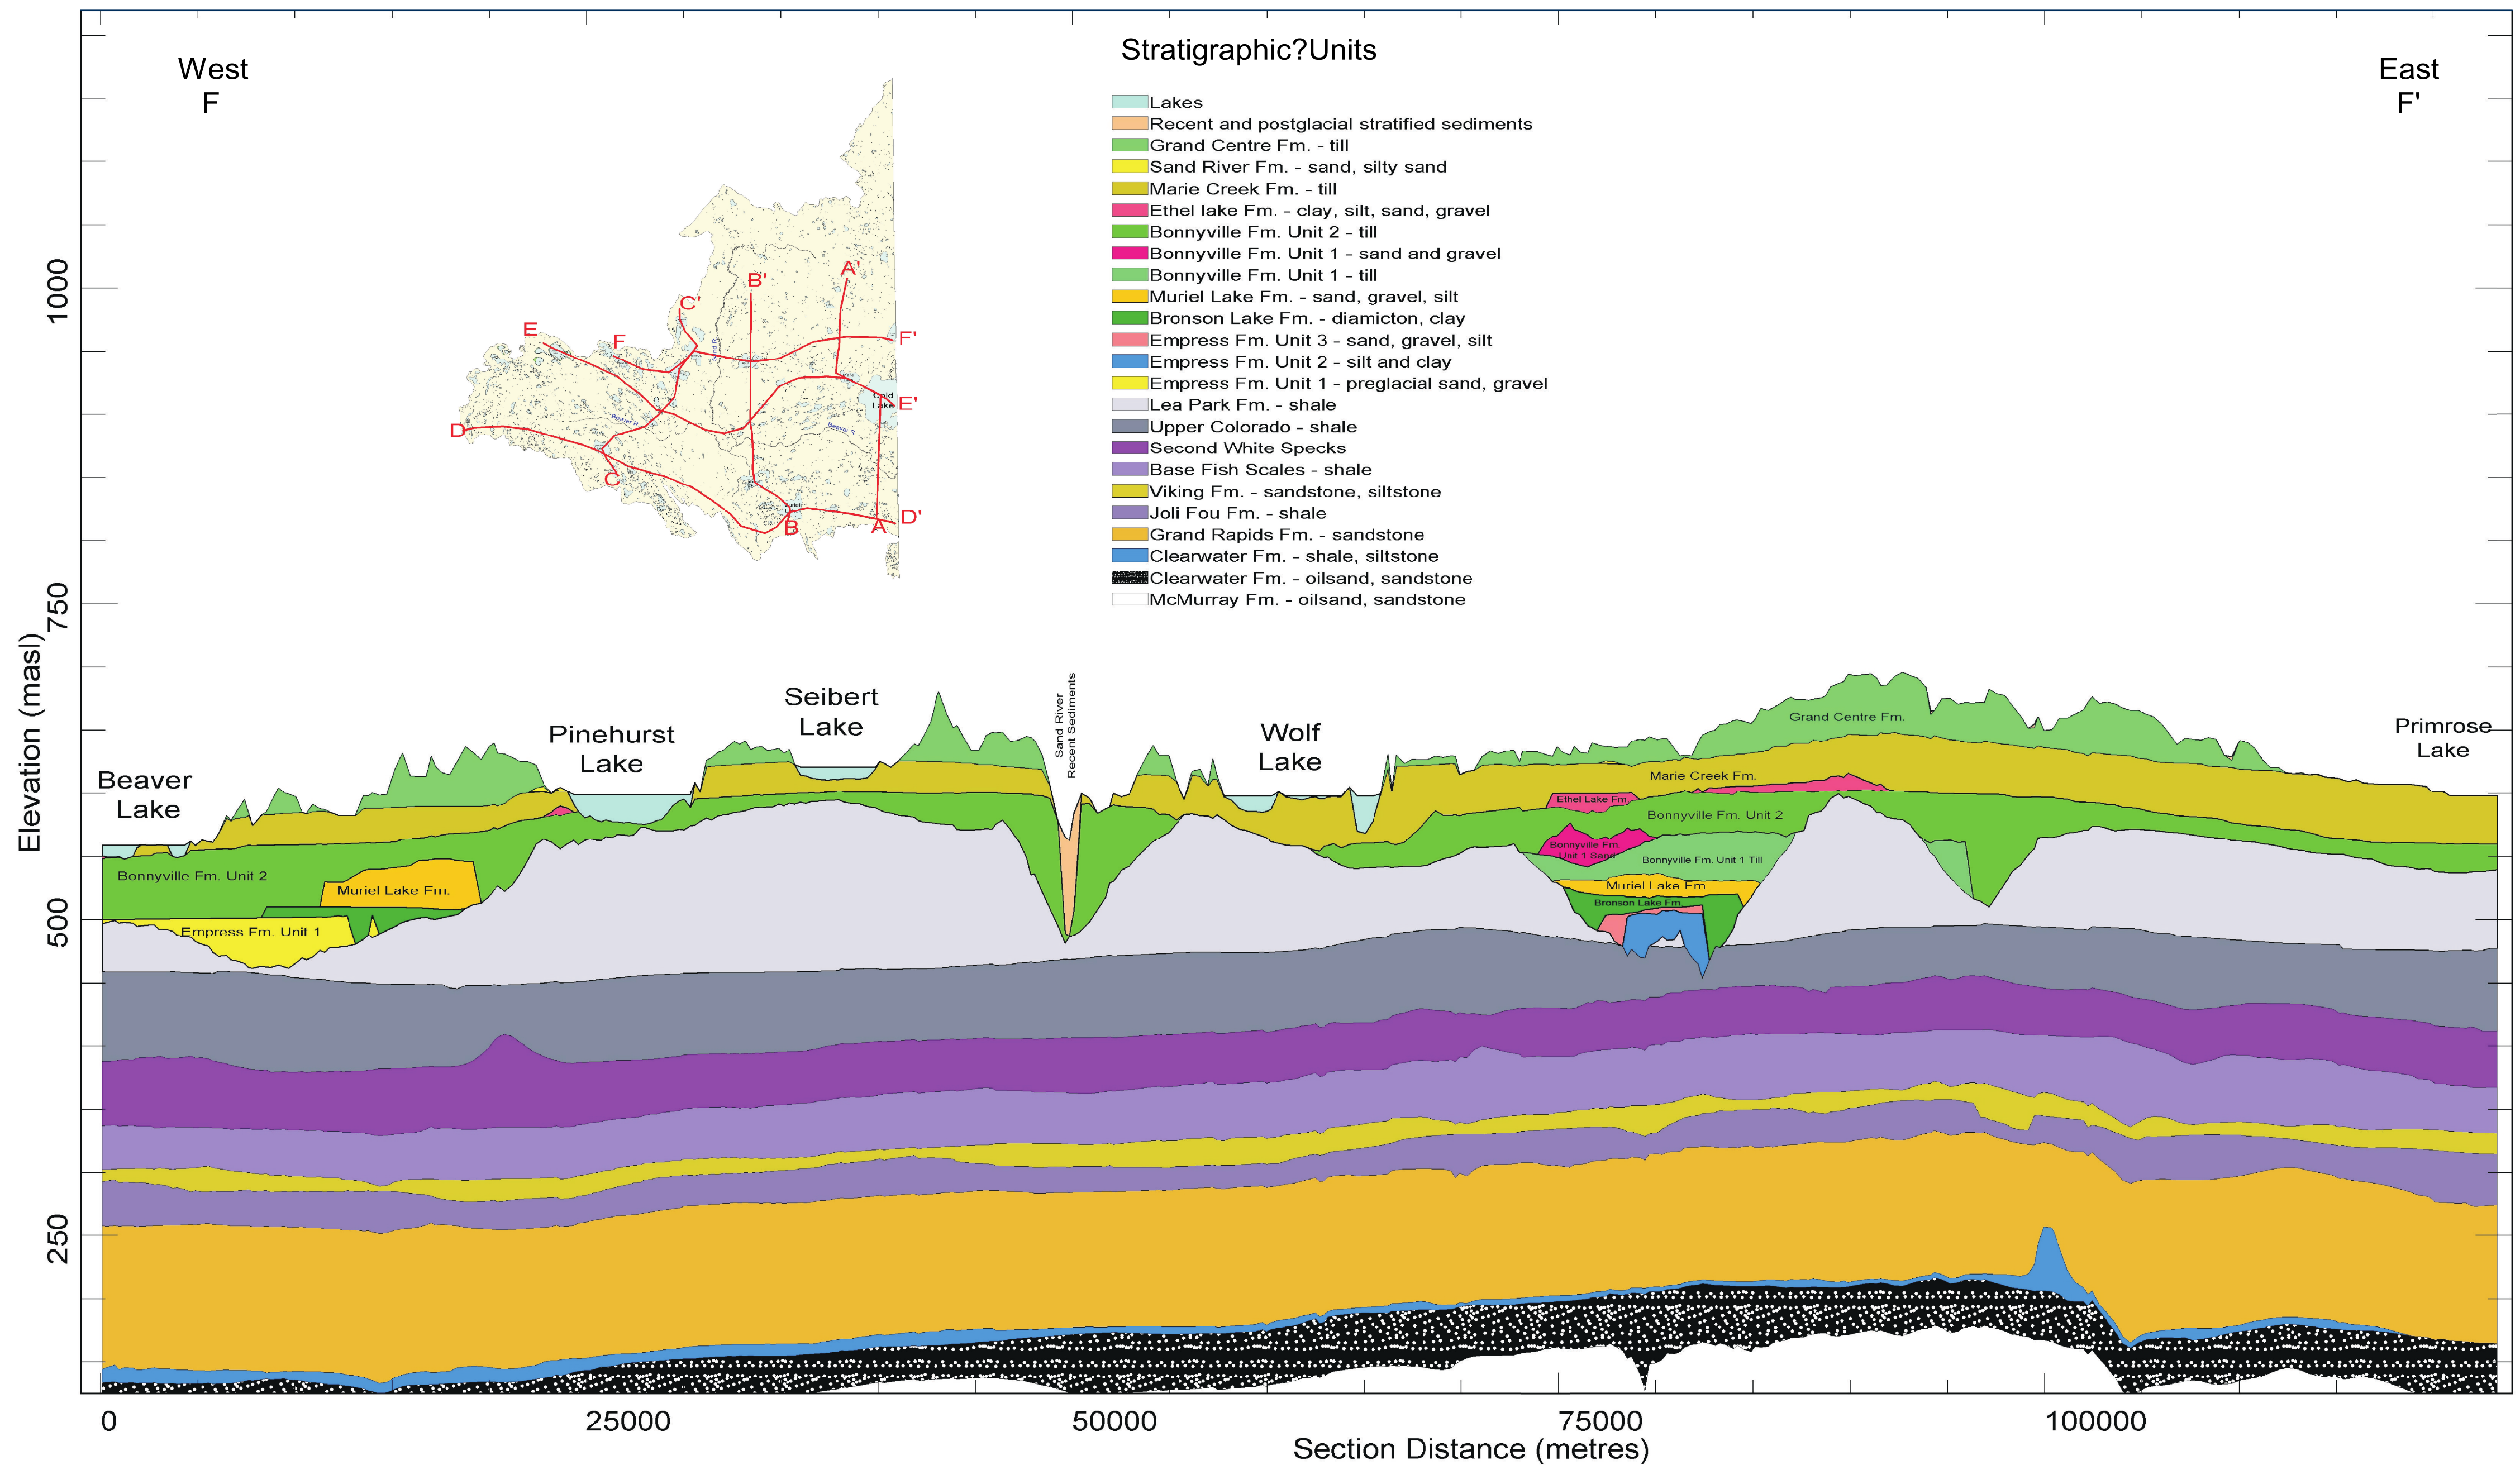 Stratigraphic?Units
West
F
East
F'
Lakes
Recent and postglacial stratified sediments
Grand Centre Fm. - till
Sand River Fm. - sand, silty sand
Marie Creek Fm. - till
Ethel lake Fm. - clay, silt, sand, gravel
Bonnyville Fm. Unit 2 - till
Bonnyville Fm. Unit 1 - sand and gravel
Bonnyville Fm. Unit 1 - till
Muriel Lake Fm. - sand, gravel, silt
Bronson Lake Fm. - diamicton, clay
Empress Fm. Unit 3 - sand, gravel, silt
Empress Fm. Unit 2 - silt and clay
Empress Fm. Unit 1 - preglacial sand, gravel
Lea Park Fm. - shale
Upper Colorado - shale
Second White Specks
Base Fish Scales - shale
Viking Fm. - sandstone, siltstone
Joli Fou Fm. - shale
Grand Rapids Fm. - sandstone
Clearwater Fm. - shale, siltstone
Clearwater Fm. - oilsand, sandstone
McMurray Fm. - oilsand, sandstone
A'
B'
C'
E
F
F'
Cold
Lake
E'
Beaver R.
Beaver R.
D
C
B
A
D'
1000
750
500
250
Elevation (masl)
Beaver
Lake
Pinehurst
Lake
Seibert
Lake
Sand River
Recent Sediments
Wolf
Lake
Primrose
Lake
Grand Centre Fm.
Marie Creek Fm.
Ethel Lake Fm.
Bonnyville Fm. Unit 2
Bonnyville Fm.
Unit 1 Sand
Bonnyville Fm. Unit 1 Till
Muriel Lake Fm.
Bronson Lake Fm.
Bonnyville Fm. Unit 2
Muriel Lake Fm.
Empress Fm. Unit 1
0
25000
50000
75000
100000
Section Distance (metres)